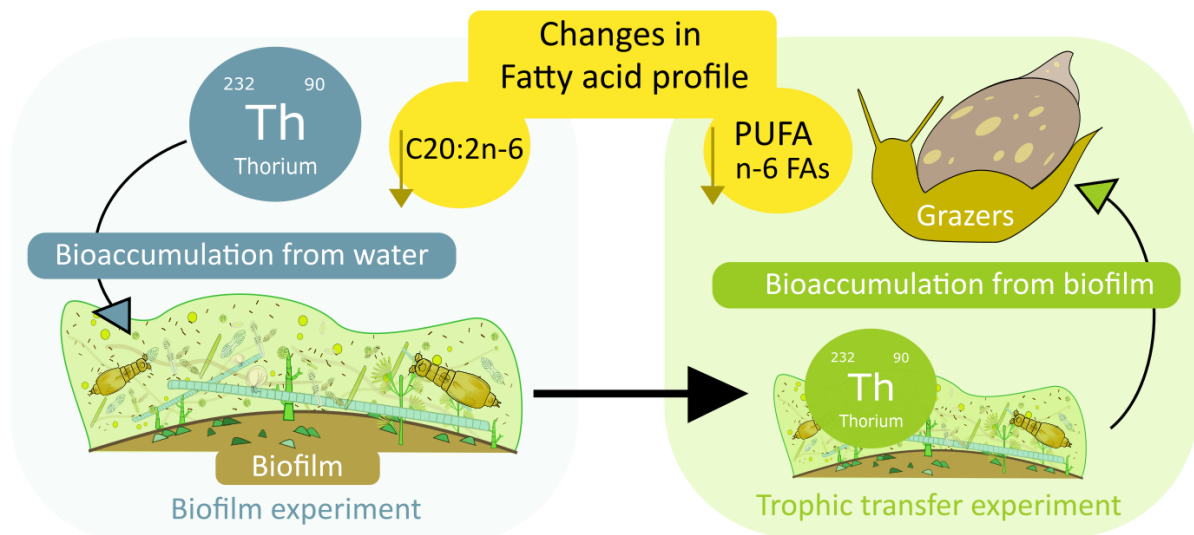 Changes in
Fatty acid profile
232 90
Th
Thorium
C20:2n-6
Bioaccumulation from water
Biofilm
Biofilm experiment
PUFA
n-6 FAs
Grazers
Bioaccumulation from biofilm
232 90
Th
Thorium
Trophic transfer experiment